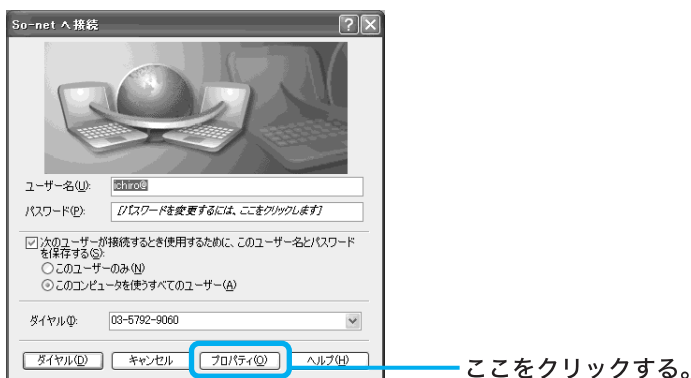 So-net へ接続
ユーザー名(U): ichiro@
パスワード(P): [パスワードを変更するには、ここをクリックします]
次のユーザーが接続するとき使用するために、このユーザー名とパスワード
を保存する(S):
このユーザーのみ(N)
このコンピュータを使うすべてのユーザー(A)
ダイヤル(I): 03-5792-9060
ダイヤル(D) キャンセル プロパティ(O) ヘルプ(H)
ここをクリックする。